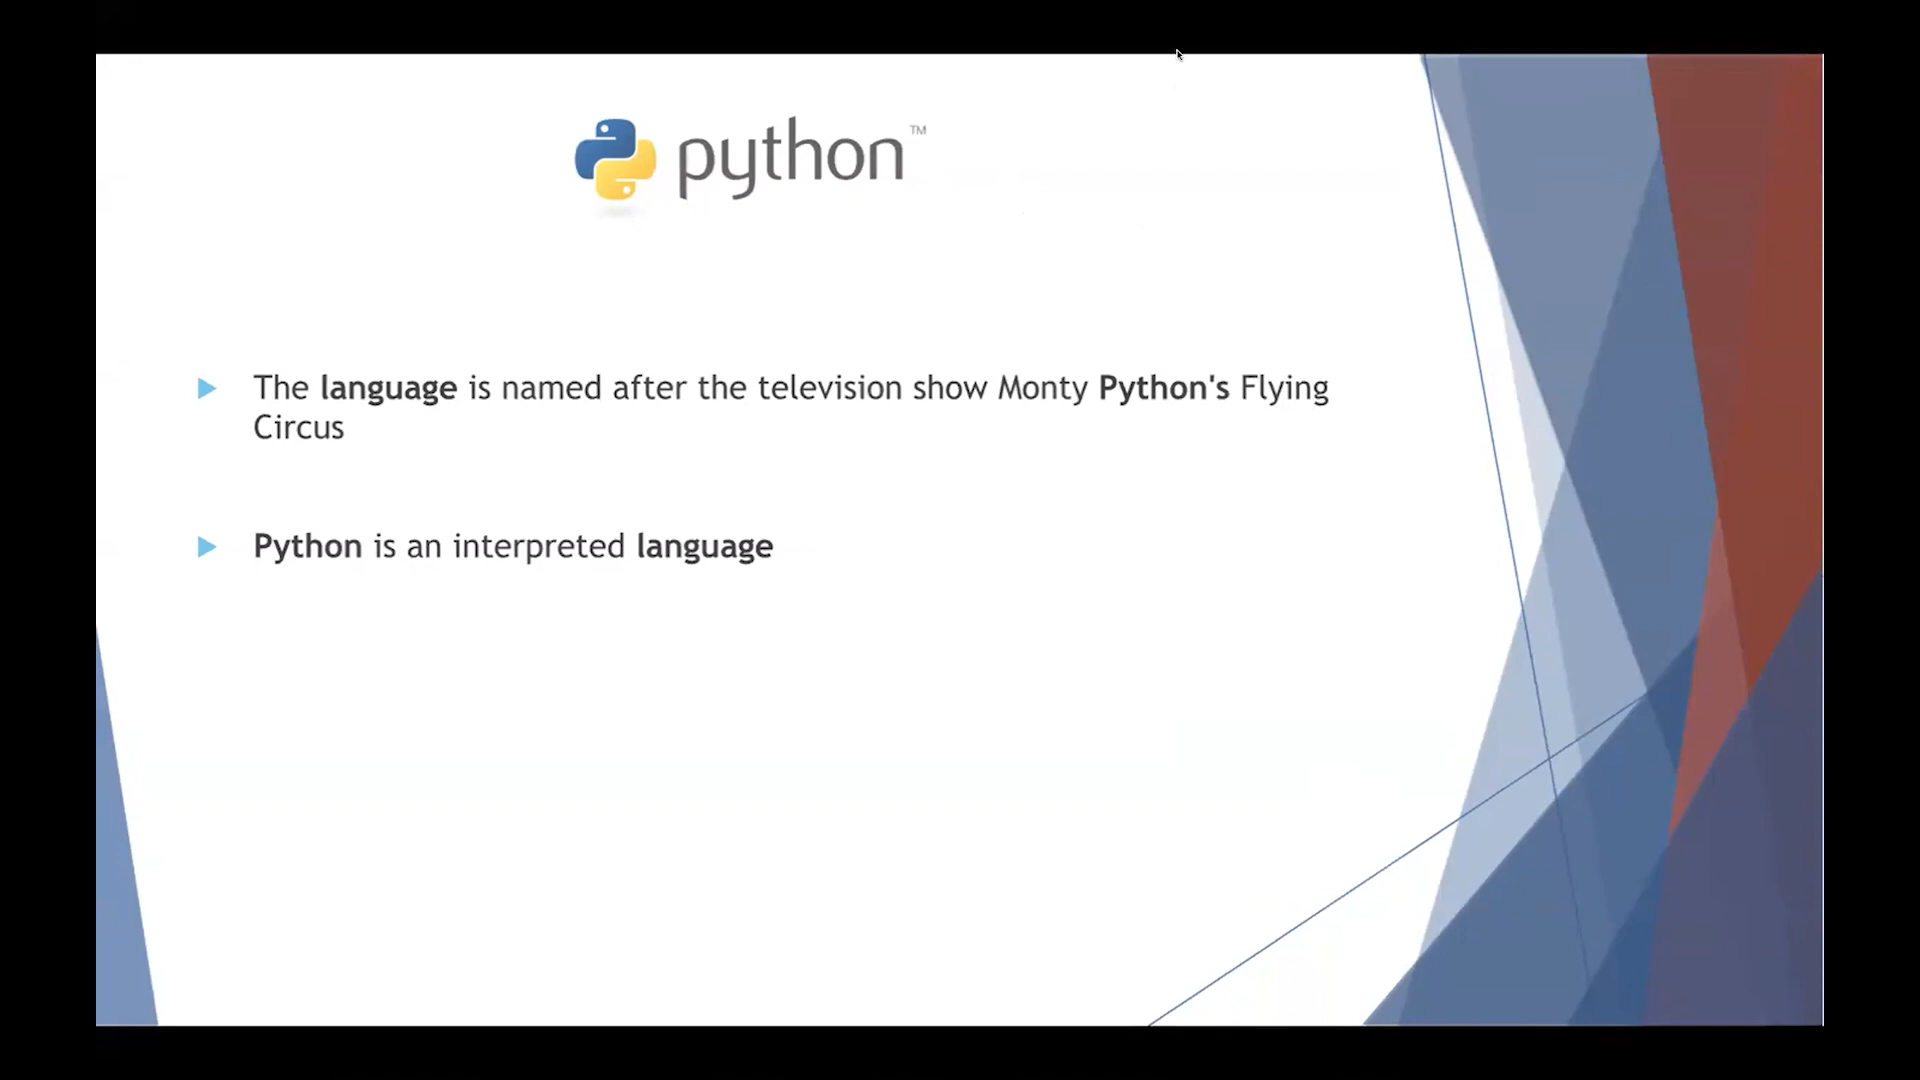 python™
The language is named after the television show Monty Python's Flying
Circus
Python is an interpreted language